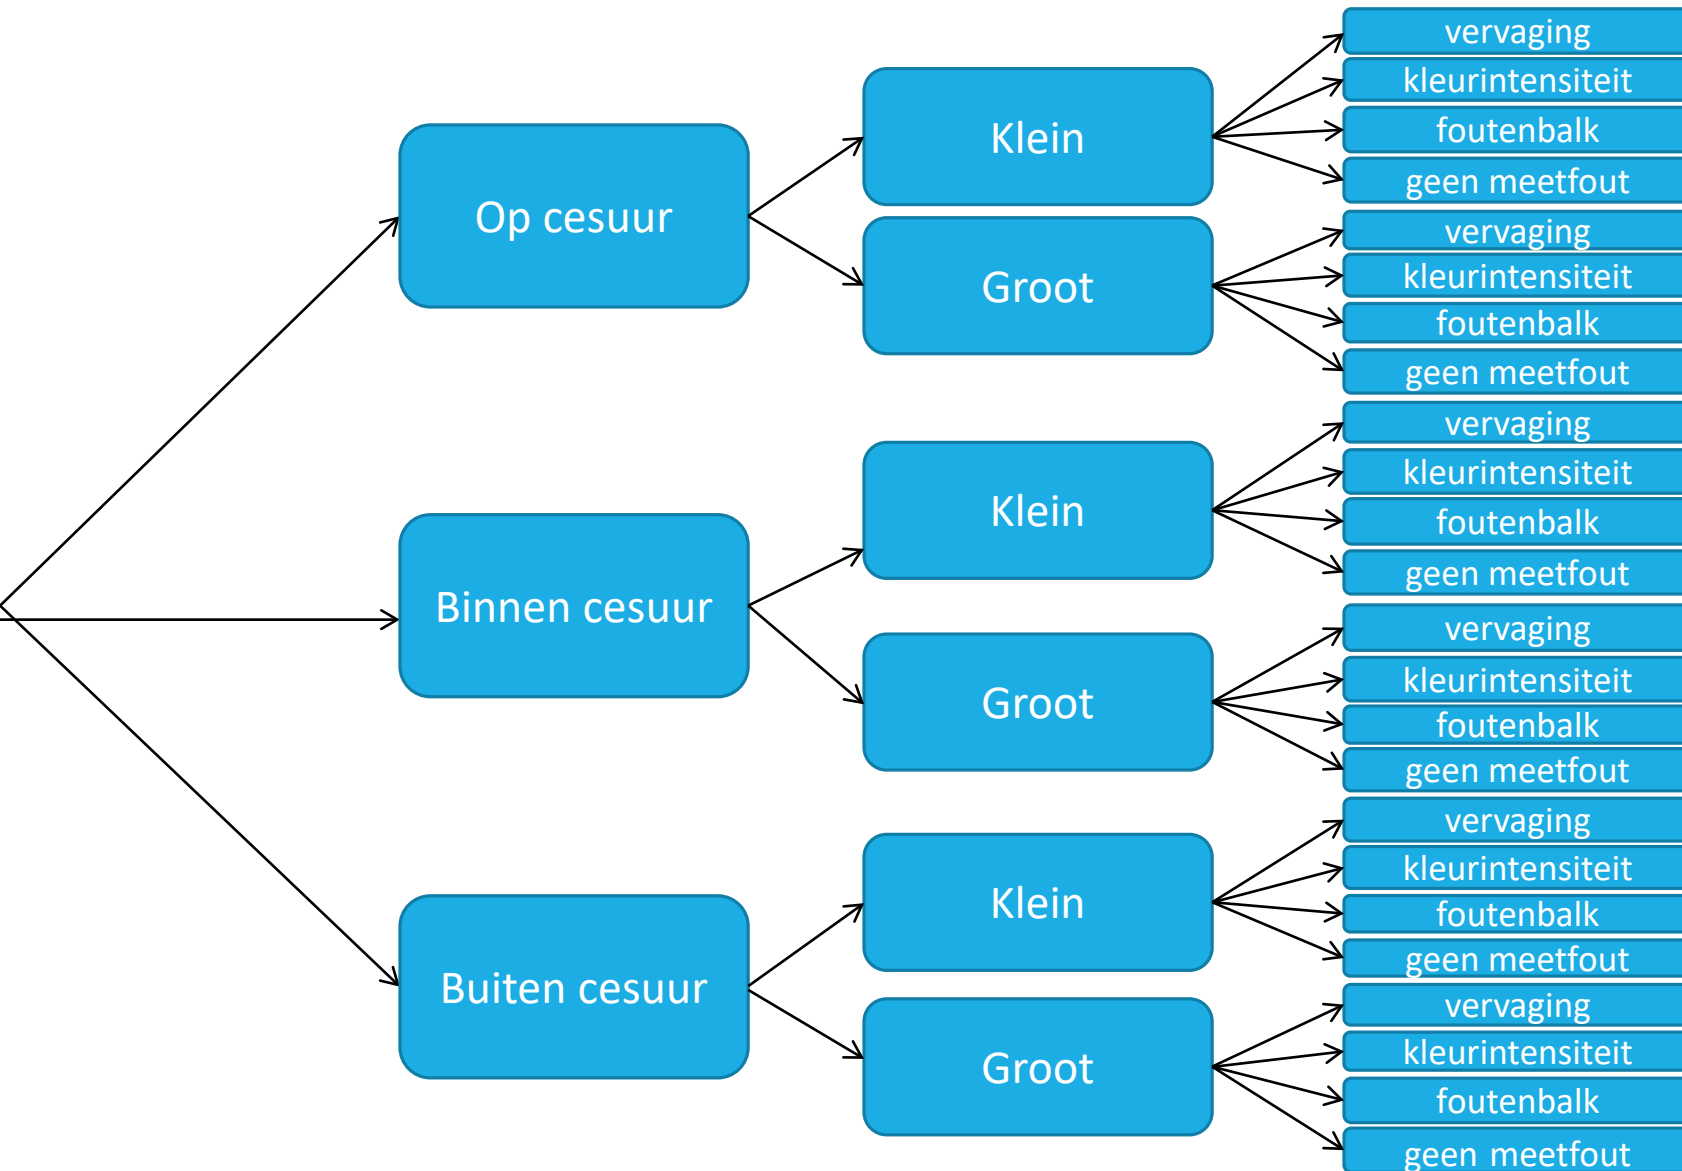 Op cesuur
Klein
vervaging
kleurintensiteit
foutenbalk
geen meetfout
Groot
vervaging
kleurintensiteit
foutenbalk
geen meetfout
Binnen cesuur
Klein
vervaging
kleurintensiteit
foutenbalk
geen meetfout
Groot
vervaging
kleurintensiteit
foutenbalk
geen meetfout
Buiten cesuur
Klein
vervaging
kleurintensiteit
foutenbalk
geen meetfout
Groot
vervaging
kleurintensiteit
foutenbalk
geen meetfout